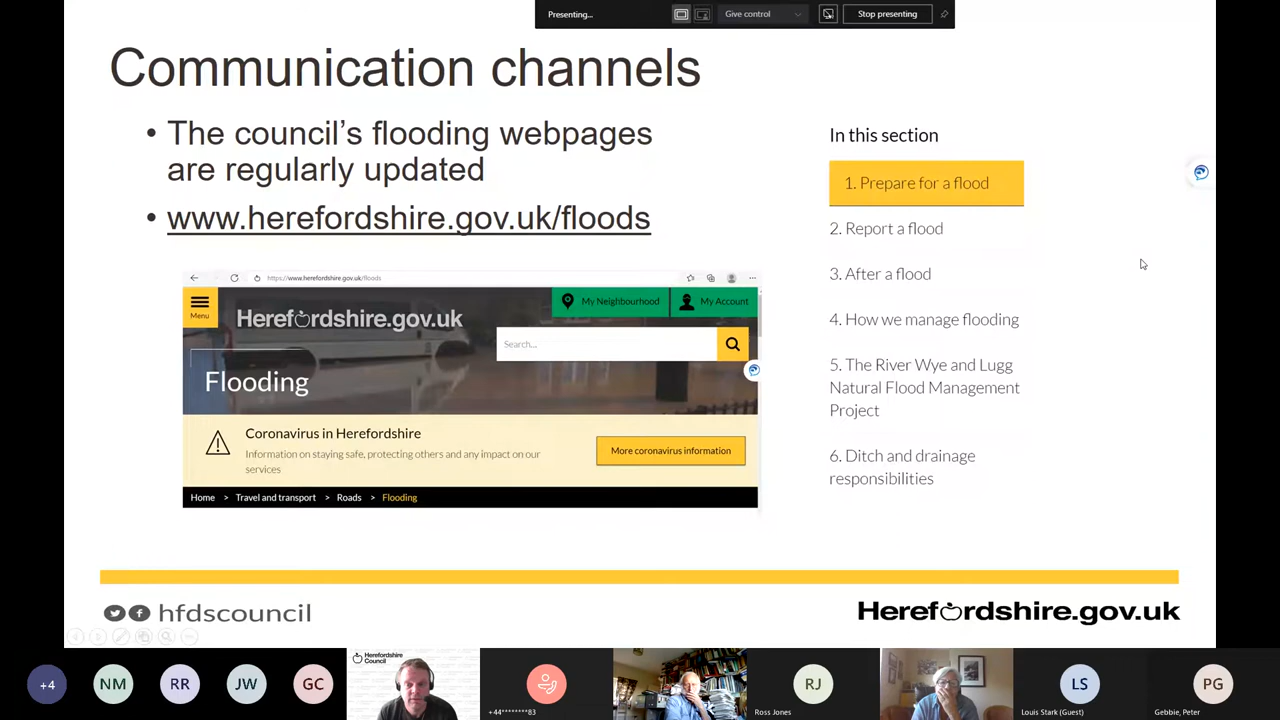 Presenting...
Give control
Stop presenting
Communication channels
• The council’s flooding webpages
are regularly updated
• www.herefordshire.gov.uk/floods
https://www.herefordshire.gov.uk/floods
Menu
My Neighbourhood
My Account
Herefordshire.gov.uk
Search...
Flooding
Coronavirus in Herefordshire
Information on staying safe, protecting others and any impact on our
services
More coronavirus information
Home > Travel and transport > Roads > Flooding
In this section
1. Prepare for a flood
2. Report a flood
3. After a flood
4. How we manage flooding
5. The River Wye and Lugg
Natural Flood Management
Project
6. Ditch and drainage
responsibilities
hfdscouncil
Herefordshire.gov.uk
+4
NM
RR
JW
GC
Herefordshire
Council
+44********83
RJ
Ross Jones
LS
Louis Stark (Guest)
PG
Gebbie, Peter